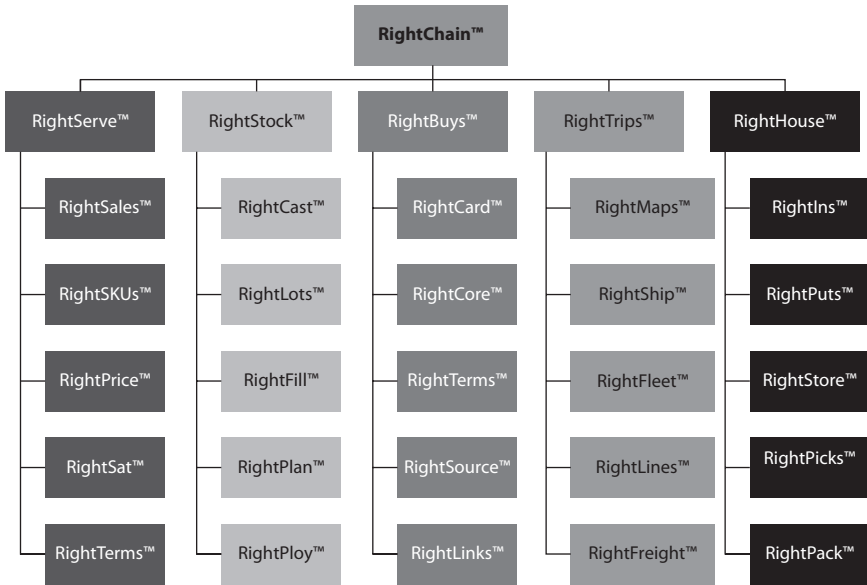 RightChain™
RightServe™
RightStock™
RightBuys™
RightTrips™
RightHouse™
RightSales™
RightCast™
RightCard™
RightMaps™
RightIns™
RightSKUs™
RightLots™
RightCore™
RightShip™
RightPuts™
RightPrice™
RightFill™
RightTerms™
RightFleet™
RightStore™
RightSat™
RightPlan™
RightSource™
RightLines™
RightPicks™
RightTerms™
RightPloy™
RightLinks™
RightFreight™
RightPack™